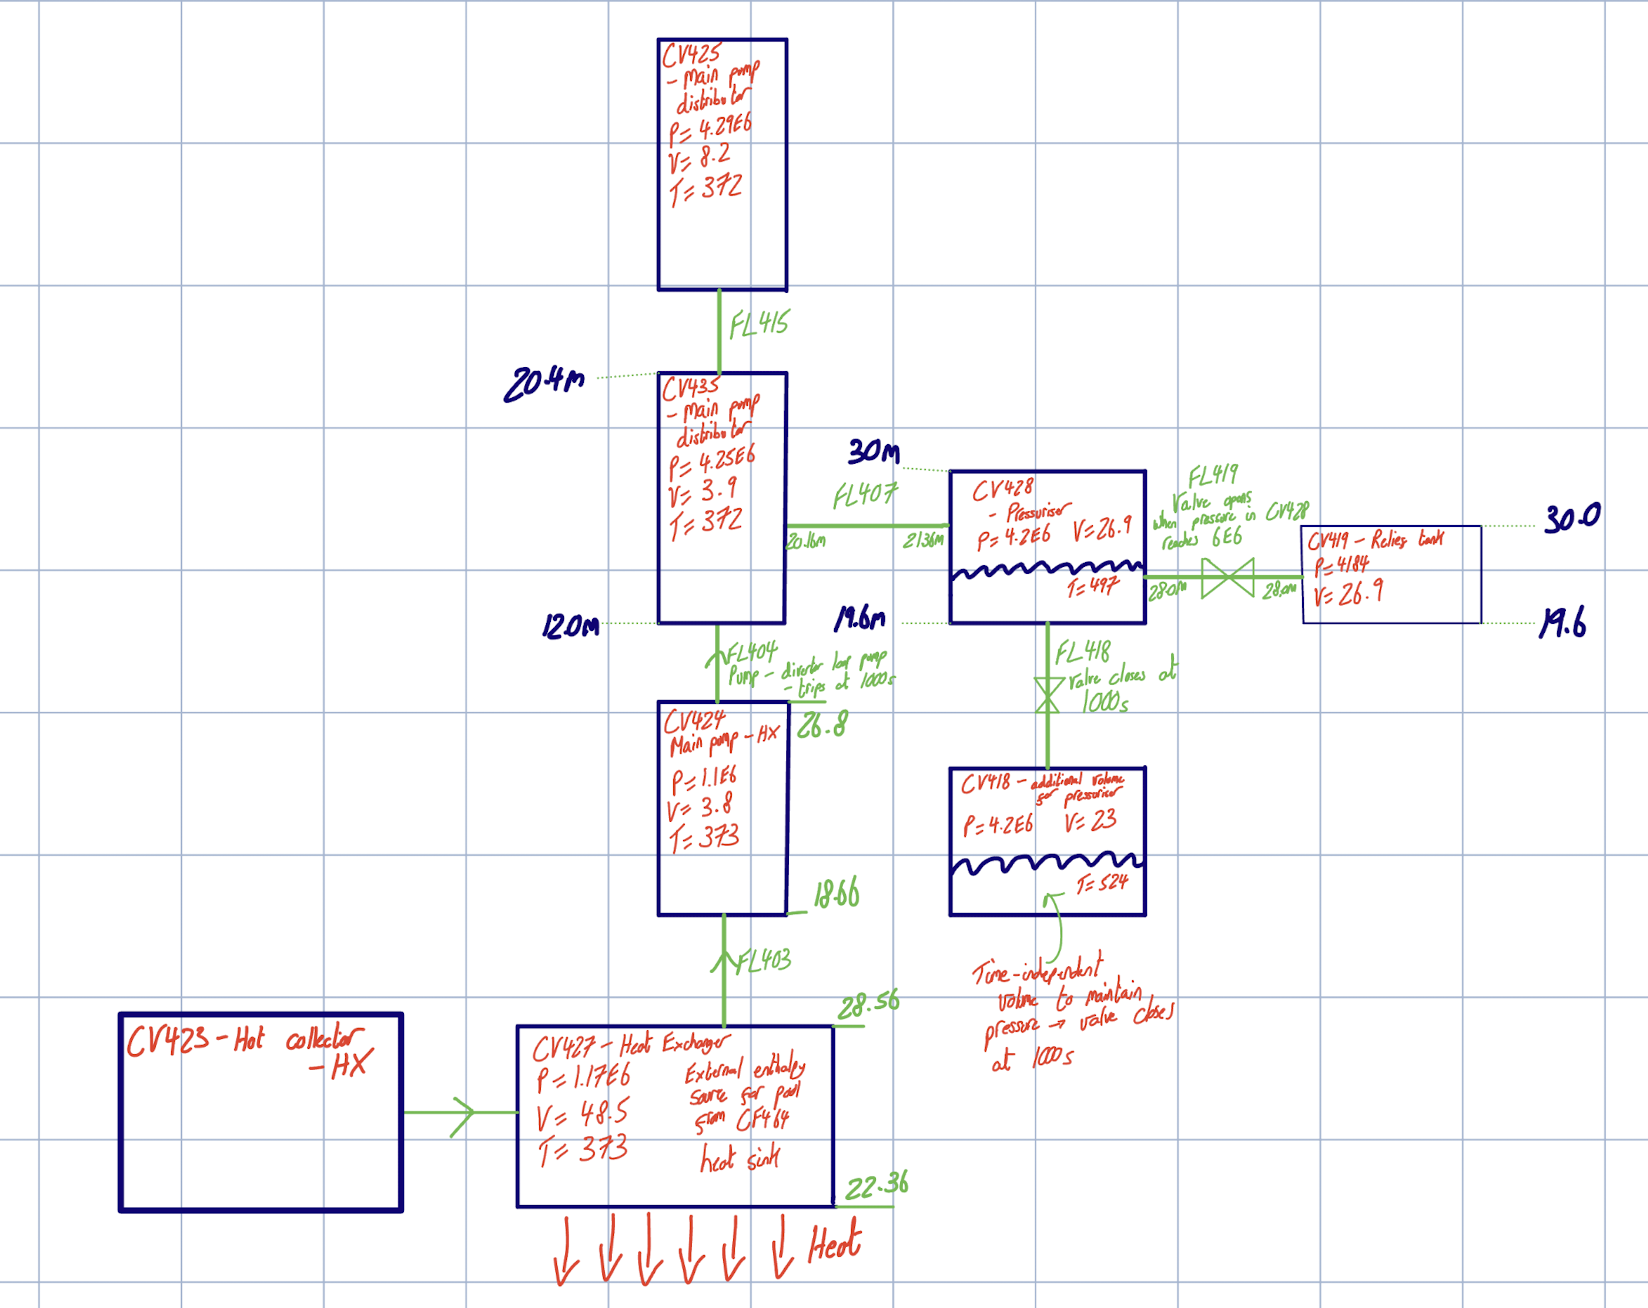 CV425
- Main pump
distributor
P= 4.29E6
V= 8.2
T= 372
FL415
20.4m
CV435
- Main pump
distributor
P= 4.25E6
V= 3.9
T= 372
12.0m
FL407
20.16m
21.36m
30m
CV428
- Pressuriser
P= 4.2E6 V= 26.9
T= 497
19.6m
FL419
Valve opens
when pressure in CV428
reaches 6E6
28.0m
28.0m
CV419 - Relief tank
P= 4184
V= 26.9
30.0
19.6
FL404
Pump - diverter loop pump
- trips at 1000s
FL418
Valve closes at
1000s
26.8
CV424
Main pump - HX
P= 1.1E6
V= 3.8
T= 373
18.66
CV418 - additional volume
for pressuriser
P= 4.2E6 V= 23
T= 524
Time-independent
volume to maintain
pressure → valve closes
at 1000s
FL403
28.56
CV423 - Hot collector
- HX
CV427 - Heat Exchanger
P= 1.17E6
V= 48.5
T= 373
External enthalpy
source for pool
from CF464
heat sink
22.36
Heat